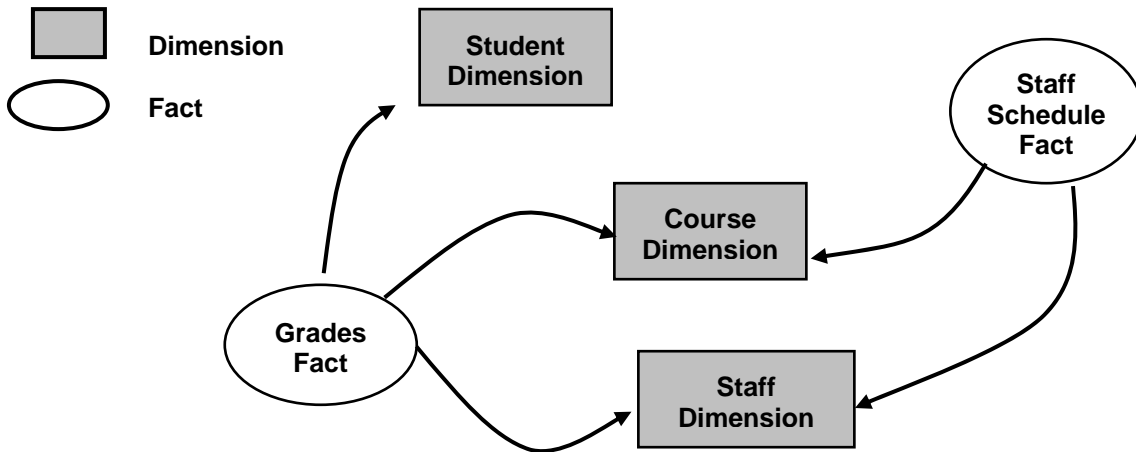 Dimension
Fact
Student
Dimension
Staff
Schedule
Fact
Course
Dimension
Grades
Fact
Staff
Dimension